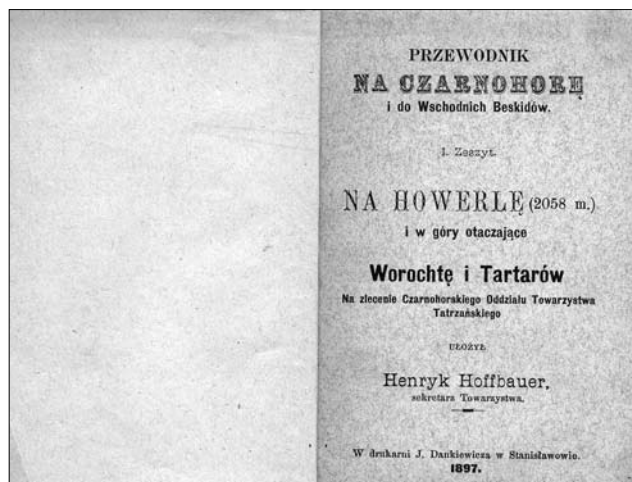 PRZEWODNIK
NA CZARNOHORĘ
i do Wschodnich Beskidów.
I. Zeszyt.
NA HOWERLĘ (2058 m.)
i w góry otaczające
Worochtę i Tartarów
Na zlecenie Czarnohorskiego Oddziału Towarzystwa
Tatrzańskiego
UŁOŻYŁ
Henryk Hoffbauer,
sekretarz Towarzystwa.
W drukarni J. Dankiewicza w Stanisławowie.
1897.